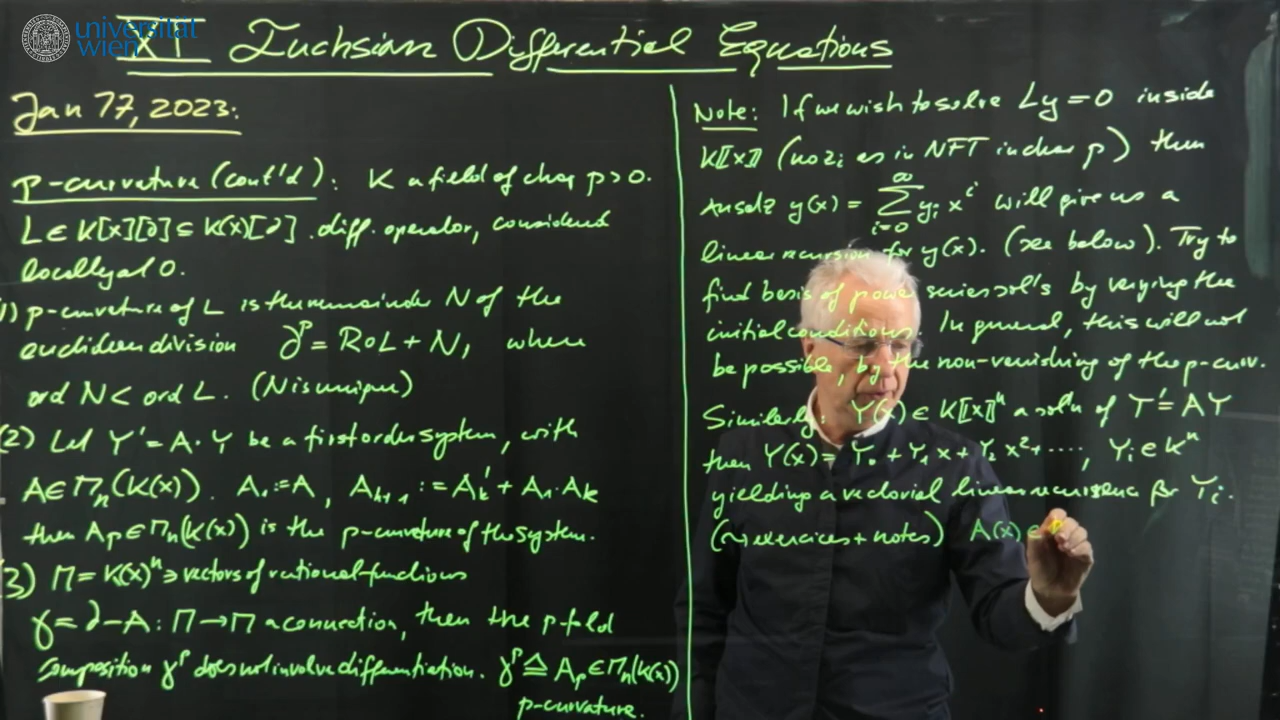 universität
wien
XI Fuchsian Differential Equations
Jan 17, 2023:
p-curvature (cont'd): K a field of char p > 0.
L ∈ K[x][∂] ⊆ K(x)[∂] diff. operator, considered
locally at 0.
1) p-curvature of L is the remainder N of the
euclidean division ∂^p = R∘L + N, where
ord N < ord L. (N is unique)
(2) Let Y' = A·Y be a first order system, with
A ∈ M_n(K(x)). A_1 := A, A_{k+1} := A_k' + A_1·A_k
then A_p ∈ M_n(K(x)) is the p-curvature of the system.
(3) M = K(x)^n ∋ vectors of rational functions
γ = ∂ - A : M → M a connection, then the p-fold
composition γ^p does not involve differentiation. γ^p ≙ A_p ∈ M_n(K(x))
p-curvature.
Note: If we wish to solve Ly = 0 inside
K[[x]] (no z_i as in NFT in char p) then
Ansatz y(x) = ∑_{i=0}^∞ y_i x^i will give us a
linear recursion for y(x). (see below). Try to
find basis of power series sol's by varying the
initial conditions. In general, this will not
be possible, by the non-vanishing of the p-curv.
Similarly: Y(x) ∈ K[[x]]^n a sol'n of Y' = AY
then Y(x) = Y_0 + Y_1 x + Y_2 x^2 + ...., Y_i ∈ K^n
yielding a vectorial linear recurrence for Y_i.
(~> exercices + notes) A(x) ∈